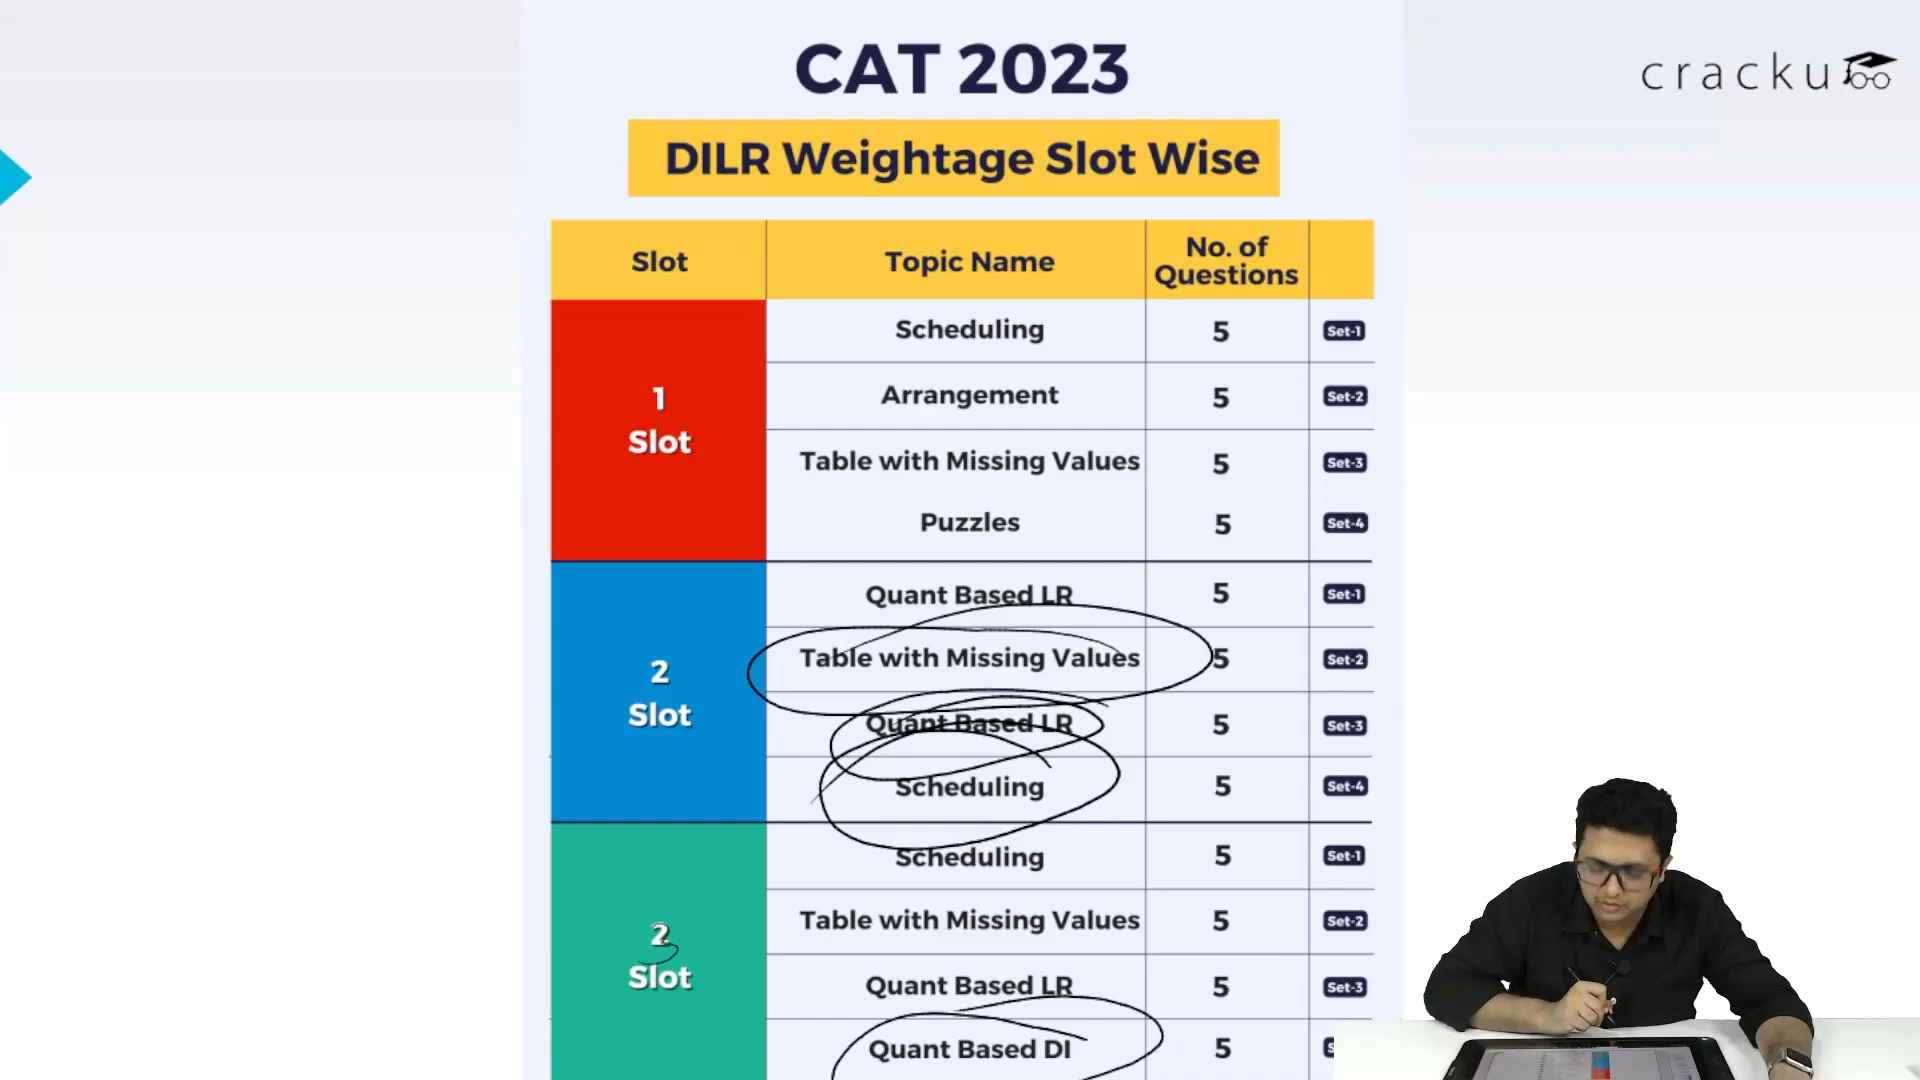 CAT 2023
cracku
DILR Weightage Slot Wise
Slot Topic Name No. of Questions
1 Slot
Scheduling 5 Set-1
Arrangement 5 Set-2
Table with Missing Values 5 Set-3
Puzzles 5 Set-4
2 Slot
Quant Based LR 5 Set-1
Table with Missing Values 5 Set-2
Quant Based LR 5 Set-3
Scheduling 5 Set-4
2 Slot
Scheduling 5 Set-1
Table with Missing Values 5 Set-2
Quant Based LR 5 Set-3
Quant Based DI 5